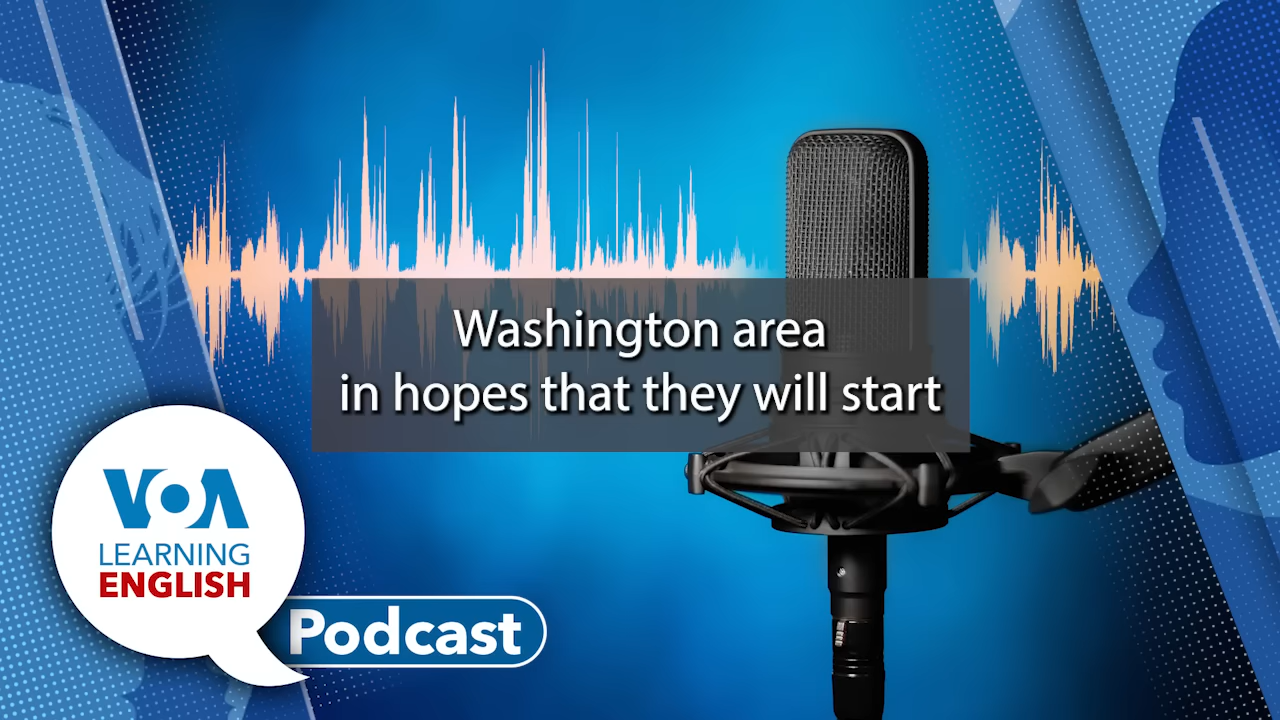 Washington area
in hopes that they will start
VOA
LEARNING
ENGLISH
Podcast